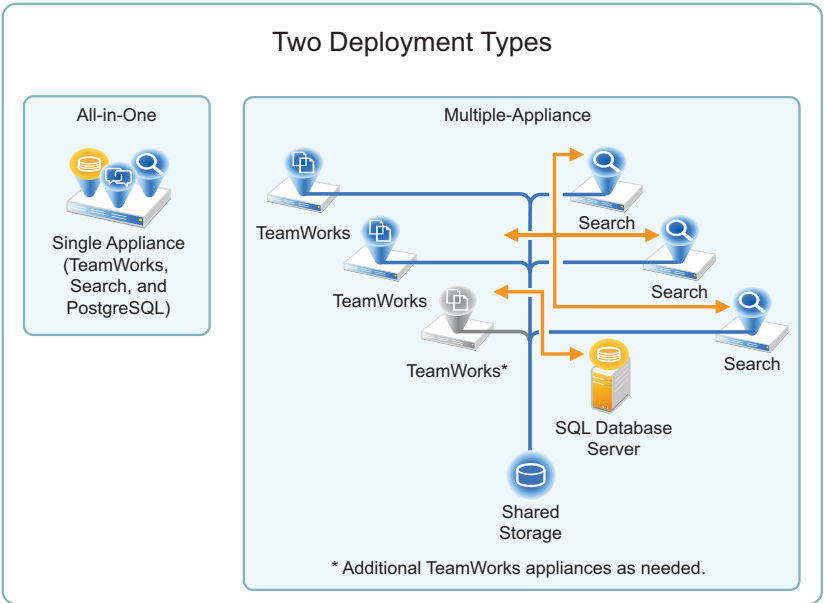 Two Deployment Types
All-in-One
Single Appliance
(TeamWorks,
Search, and
PostgreSQL)
Multiple-Appliance
TeamWorks
Search
TeamWorks
Search
TeamWorks*
Search
SQL Database
Server
Shared
Storage
* Additional TeamWorks appliances as needed.